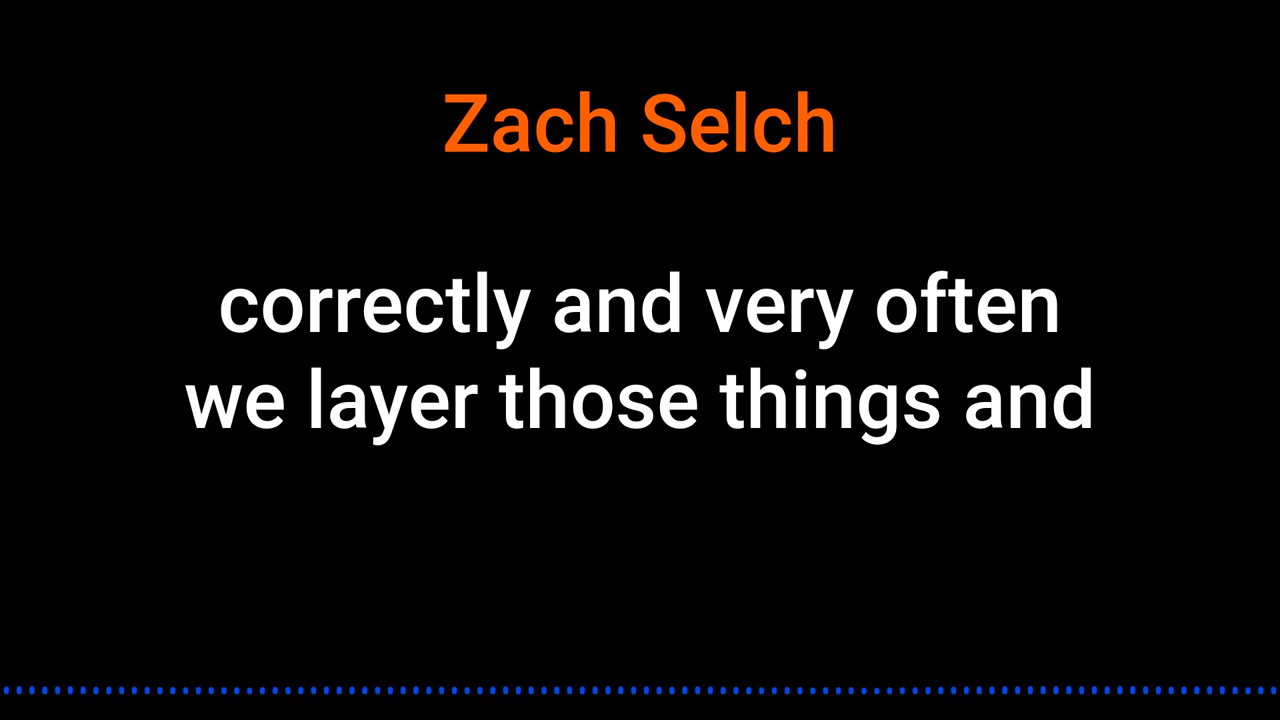 Zach Selch
correctly and very often
we layer those things and